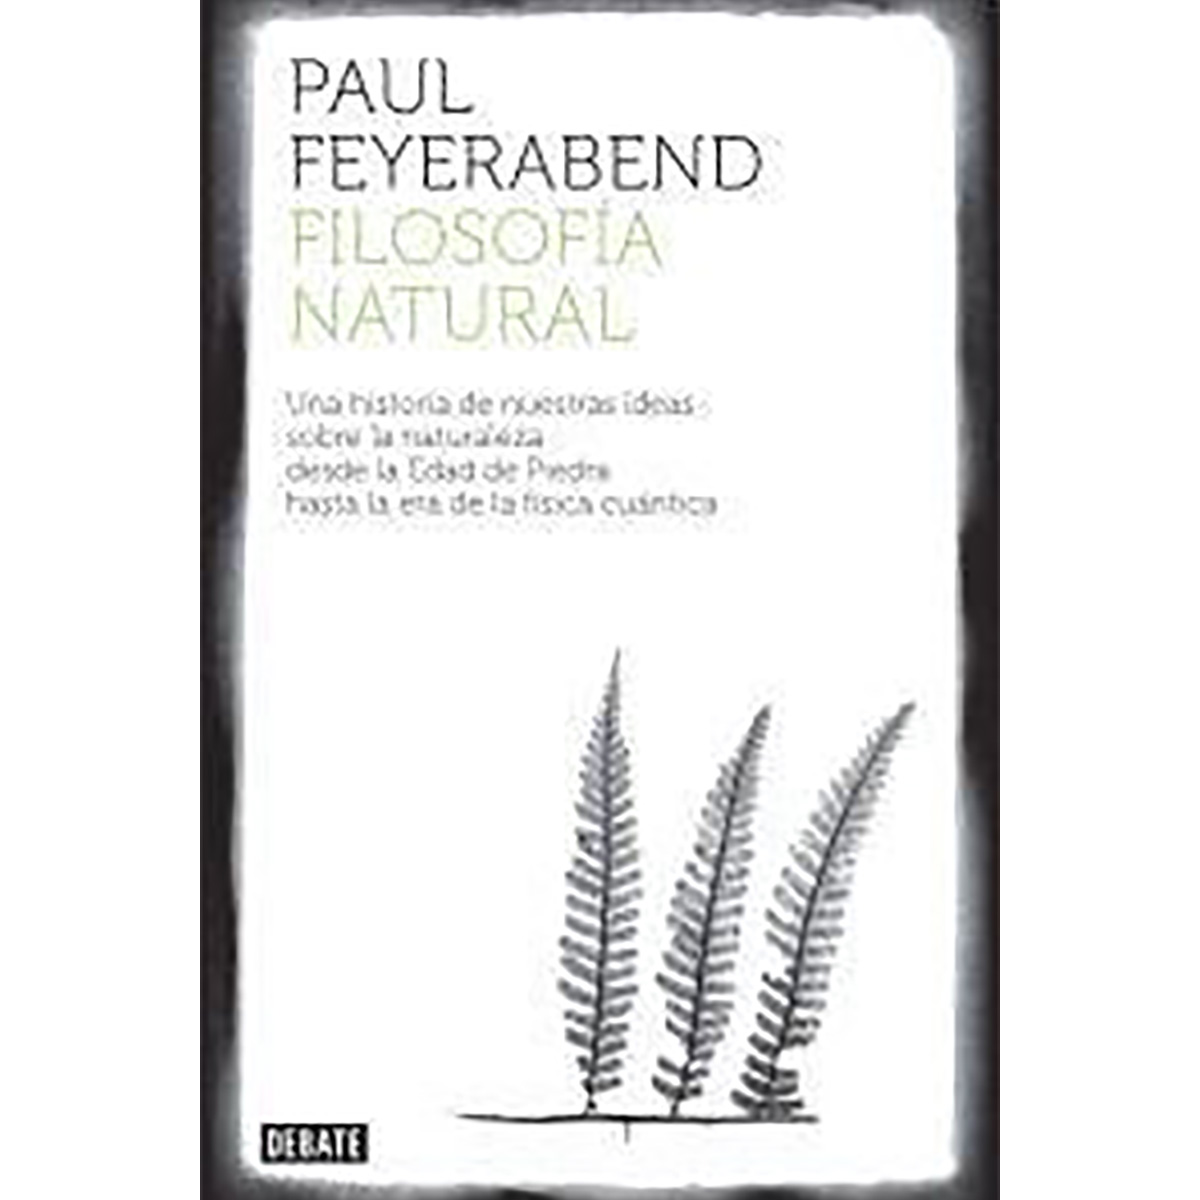 PAUL
FEYERABEND
FILOSOFÍA
NATURAL
Una historia de nuestras ideas
sobre la naturaleza
desde la Edad de Piedra
hasta la era de la física cuántica
DEBATE